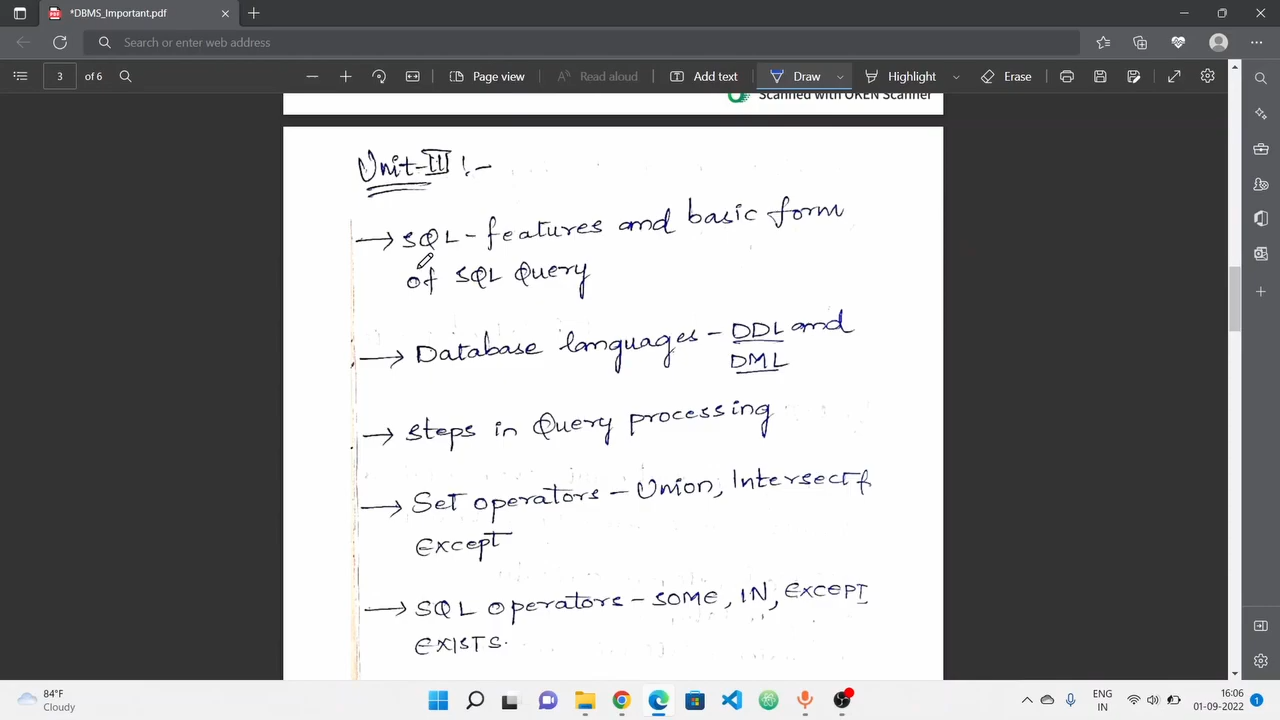 *DBMS_Important.pdf
Search or enter web address
3 of 6 Page view Read aloud Add text Draw Highlight Erase
Scanned with OKEN Scanner
Unit-III :-
→ SQL - features and basic form
of SQL Query
→ Database languages - DDL and
DML
→ Steps in Query processing
→ Set operators - Union, Intersect &
Except
→ SQL operators - SOME, IN, EXCEPT
EXISTS.
84°F
Cloudy
ENG
IN
16:06
01-09-2022
1